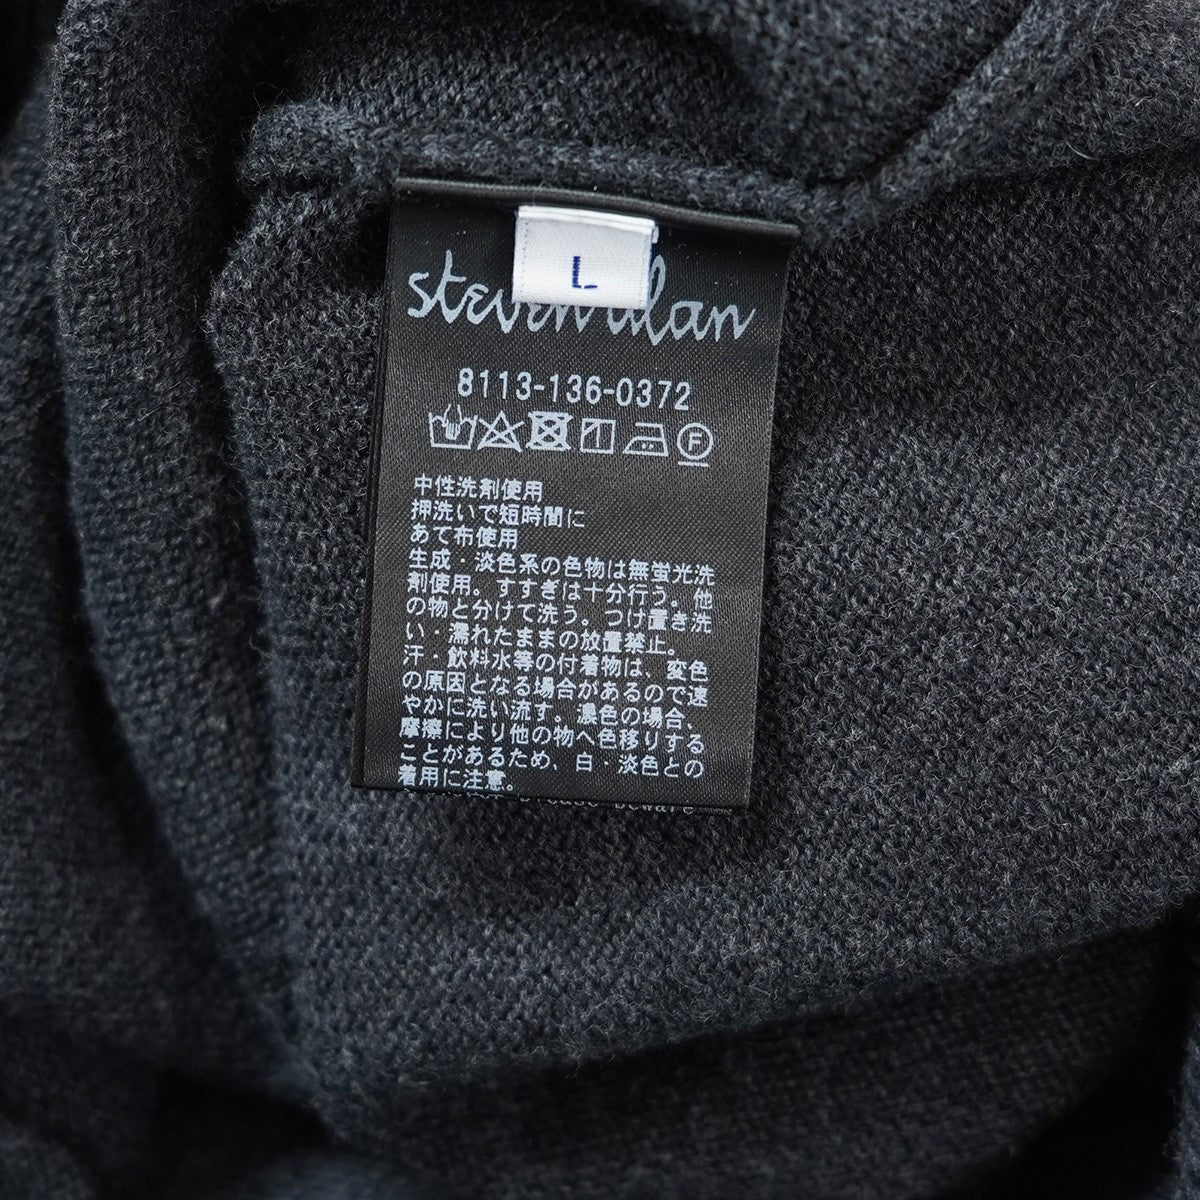 L
steven alan
8113-136-0372
F
中性洗剤使用
押洗いで短時間に
あて布使用
生成・淡色系の色物は無蛍光洗
剤使用。すすぎは十分行う。他
の物と分けて洗う。つけ置き洗
い・濡れたままの放置禁止。
汗・飲料水等の付着物は、変色
の原因となる場合があるので速
やかに洗い流す。濃色の場合、
摩擦により他の物へ色移りする
ことがあるため、白・淡色との
着用に注意。
beware